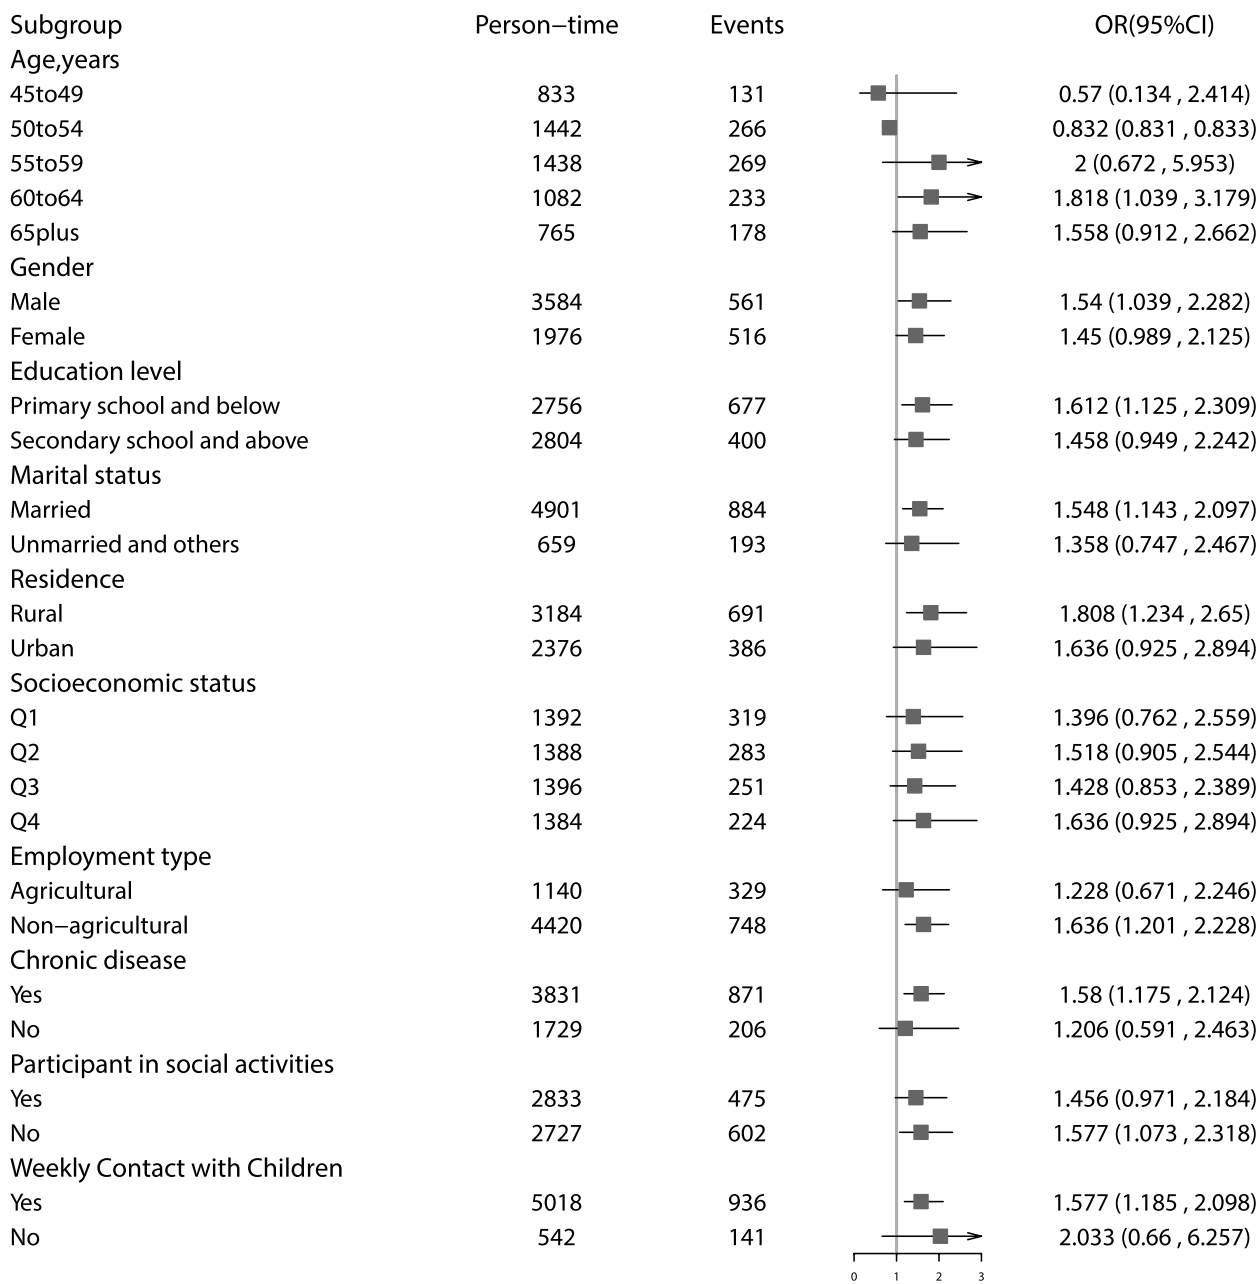 Subgroup Person−time Events OR(95%CI)
Age,years
45to49 833 131 0.57 (0.134 , 2.414)
50to54 1442 266 0.832 (0.831 , 0.833)
55to59 1438 269 2 (0.672 , 5.953)
60to64 1082 233 1.818 (1.039 , 3.179)
65plus 765 178 1.558 (0.912 , 2.662)
Gender
Male 3584 561 1.54 (1.039 , 2.282)
Female 1976 516 1.45 (0.989 , 2.125)
Education level
Primary school and below 2756 677 1.612 (1.125 , 2.309)
Secondary school and above 2804 400 1.458 (0.949 , 2.242)
Marital status
Married 4901 884 1.548 (1.143 , 2.097)
Unmarried and others 659 193 1.358 (0.747 , 2.467)
Residence
Rural 3184 691 1.808 (1.234 , 2.65)
Urban 2376 386 1.636 (0.925 , 2.894)
Socioeconomic status
Q1 1392 319 1.396 (0.762 , 2.559)
Q2 1388 283 1.518 (0.905 , 2.544)
Q3 1396 251 1.428 (0.853 , 2.389)
Q4 1384 224 1.636 (0.925 , 2.894)
Employment type
Agricultural 1140 329 1.228 (0.671 , 2.246)
Non−agricultural 4420 748 1.636 (1.201 , 2.228)
Chronic disease
Yes 3831 871 1.58 (1.175 , 2.124)
No 1729 206 1.206 (0.591 , 2.463)
Participant in social activities
Yes 2833 475 1.456 (0.971 , 2.184)
No 2727 602 1.577 (1.073 , 2.318)
Weekly Contact with Children
Yes 5018 936 1.577 (1.185 , 2.098)
No 542 141 2.033 (0.66 , 6.257)
0 1 2 3